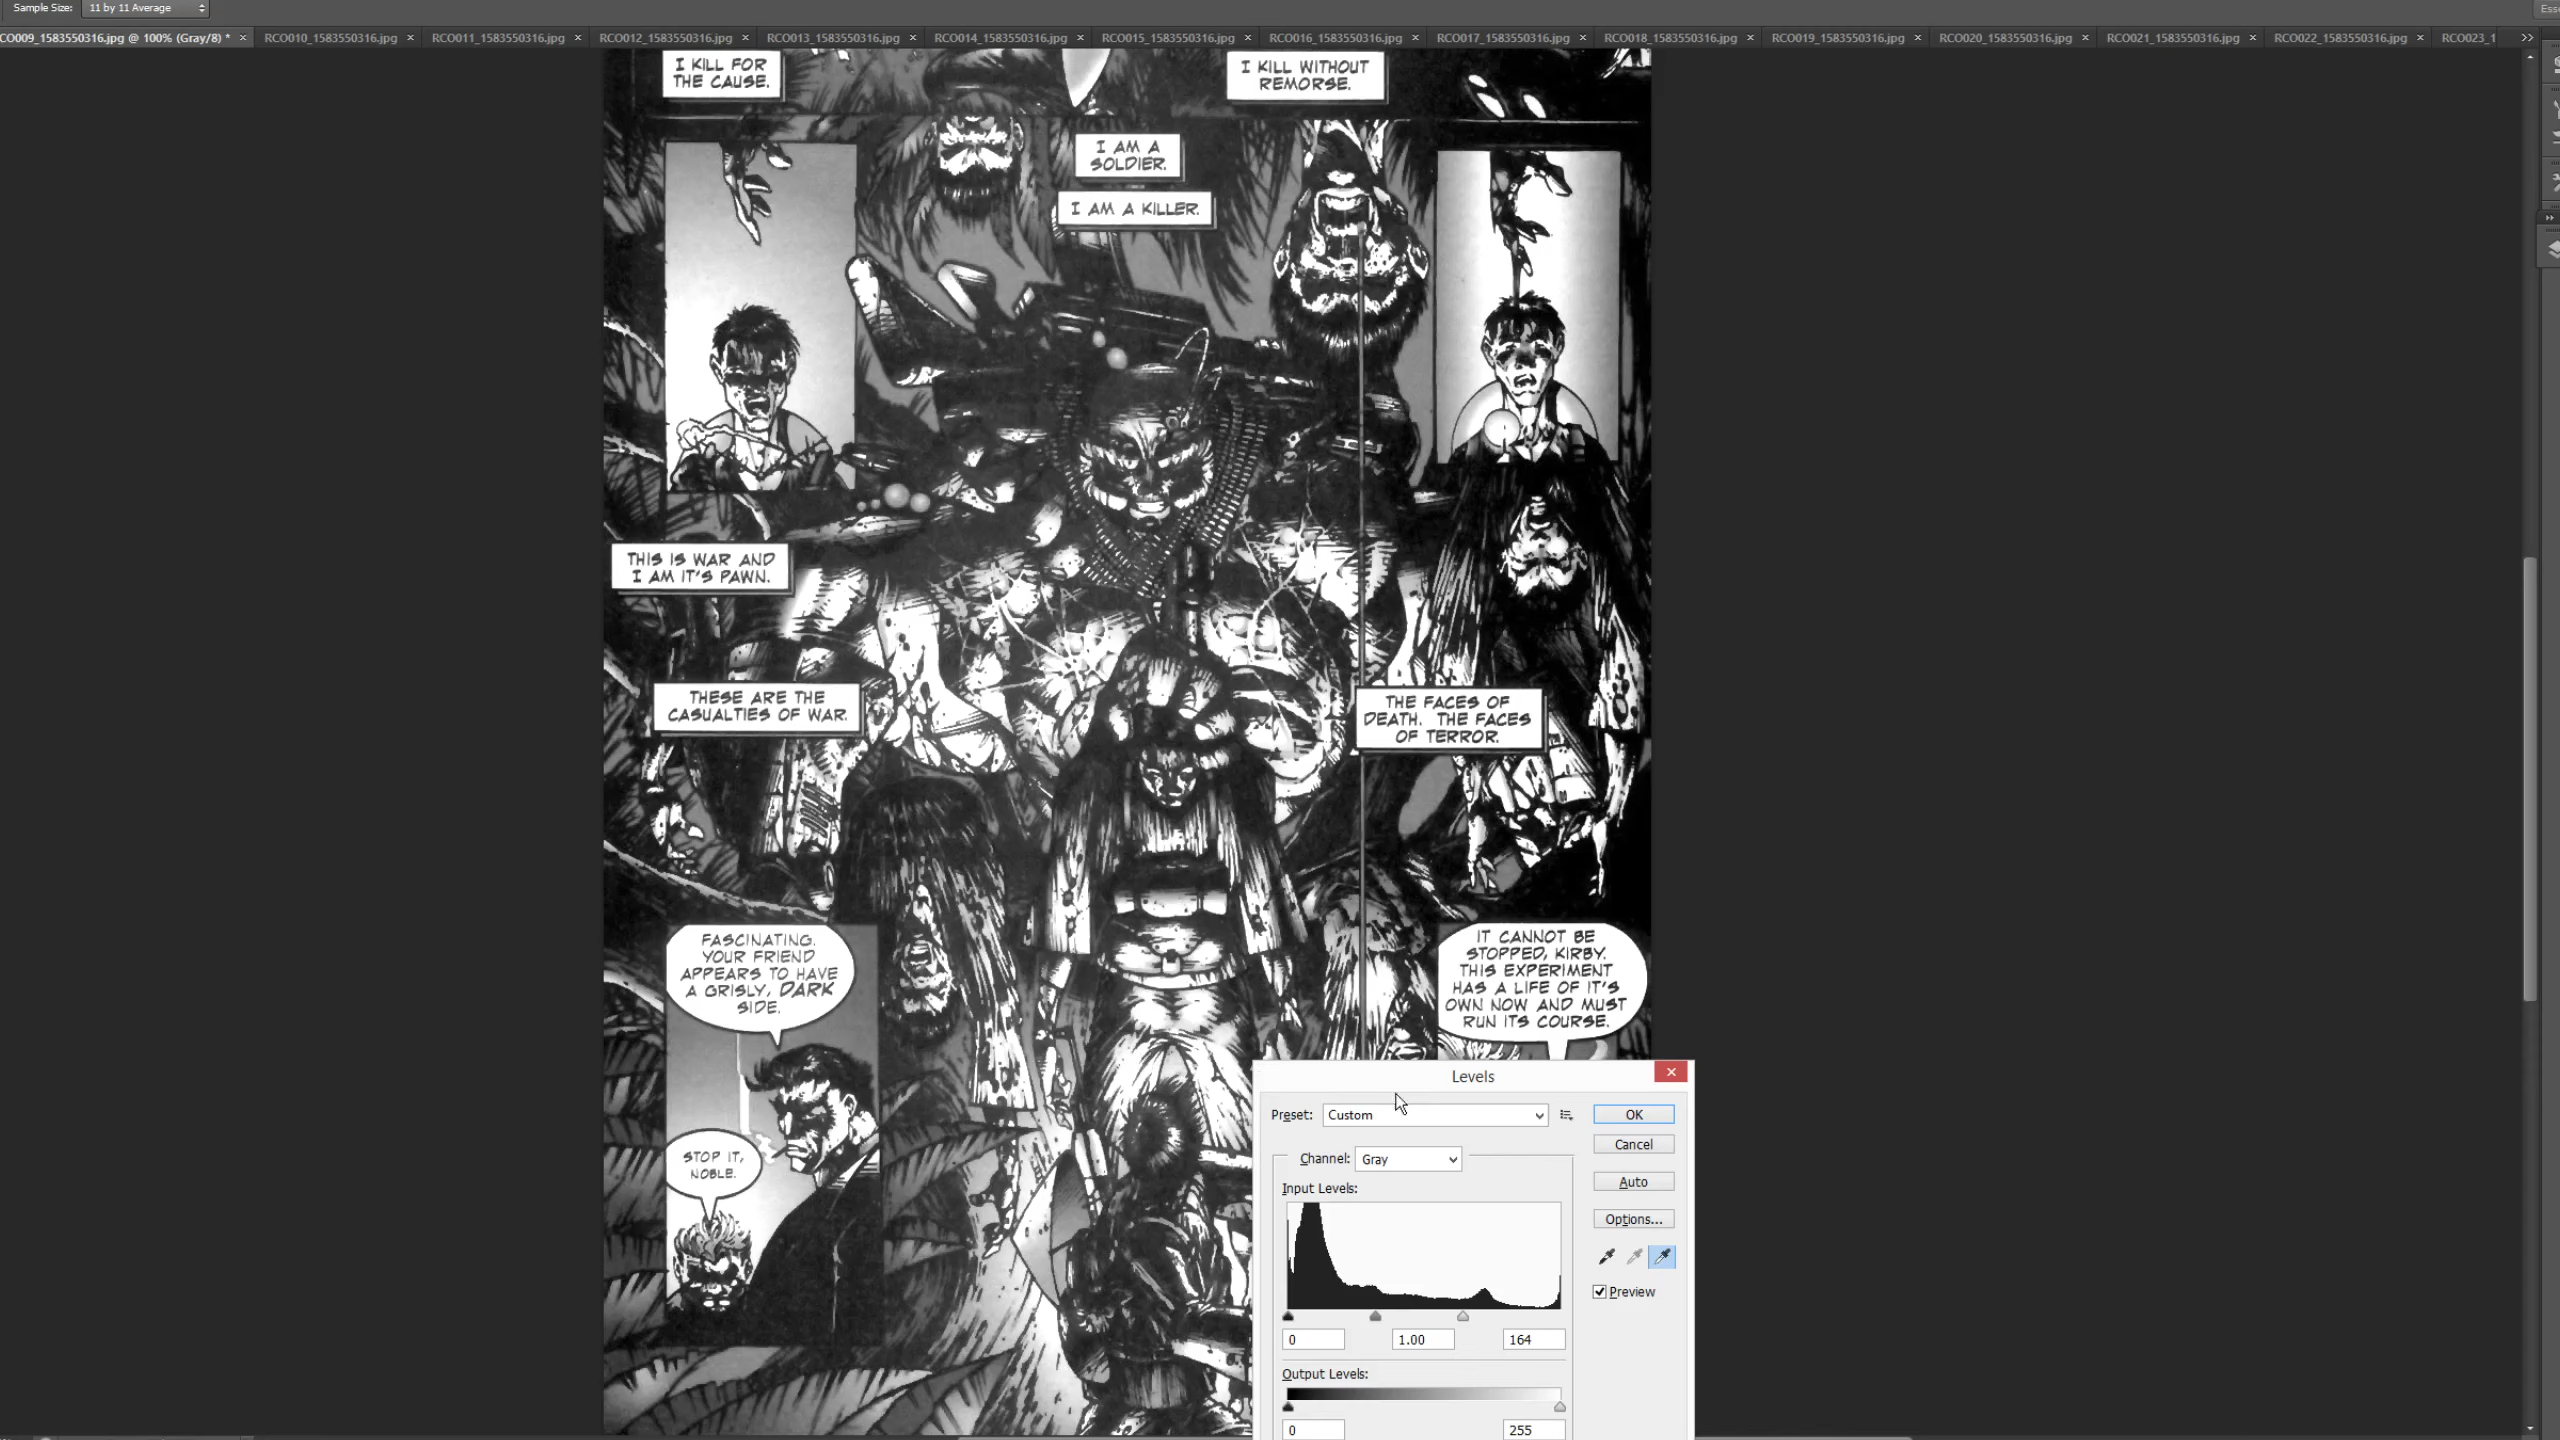 Sample Size: 11 by 11 Average
Ess
CO009_1583550316.jpg @ 100% (Gray/8) *
RCO010_1583550316.jpg
RCO011_1583550316.jpg
RCO012_1583550316.jpg
RCO013_1583550316.jpg
RCO014_1583550316.jpg
RCO015_1583550316.jpg
RCO016_1583550316.jpg
RCO017_1583550316.jpg
RCO018_1583550316.jpg
RCO019_1583550316.jpg
RCO020_1583550316.jpg
RCO021_1583550316.jpg
RCO022_1583550316.jpg
RCO023_1
I KILL FOR
THE CAUSE.
I KILL WITHOUT
REMORSE.
I AM A
SOLDIER.
I AM A KILLER.
THIS IS WAR AND
I AM IT'S PAWN.
THESE ARE THE
CASUALTIES OF WAR.
THE FACES OF
DEATH. THE FACES
OF TERROR.
FASCINATING.
YOUR FRIEND
APPEARS TO HAVE
A GRISLY, DARK
SIDE.
IT CANNOT BE
STOPPED, KIRBY.
THIS EXPERIMENT
HAS A LIFE OF IT'S
OWN NOW AND MUST
RUN ITS COURSE.
STOP IT,
NOBLE.
Levels
Preset: Custom
OK
Cancel
Channel: Gray
Auto
Input Levels:
Options...
Preview
0 1.00 164
Output Levels:
0 255